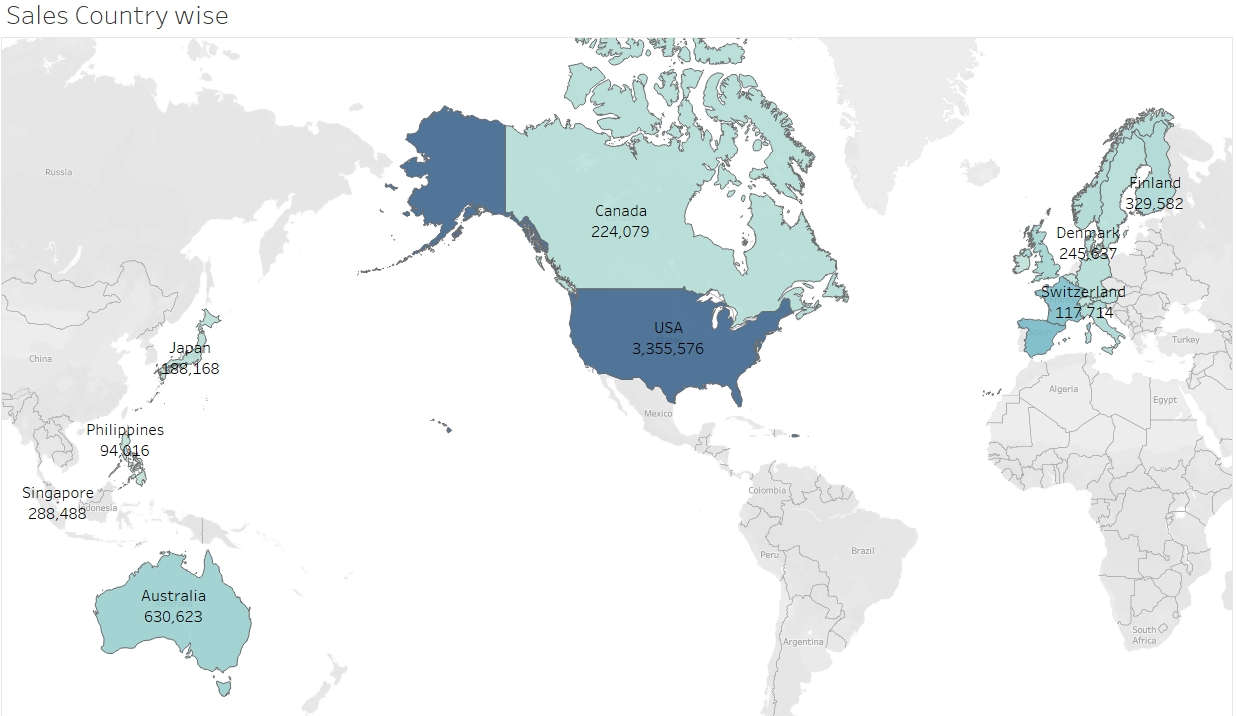 Sales Country wise
Russia
Finland
329,582
Canada
224,079
Denmark
245,637
Switzerland
117,714
USA
3,355,576
Japan
188,168
China
Turkey
Algeria
Egypt
Mexico
Philippines
94,016
Singapore
288,488
donesia
Colombia
Peru
Brazil
Australia
630,623
South
Africa
Argentina